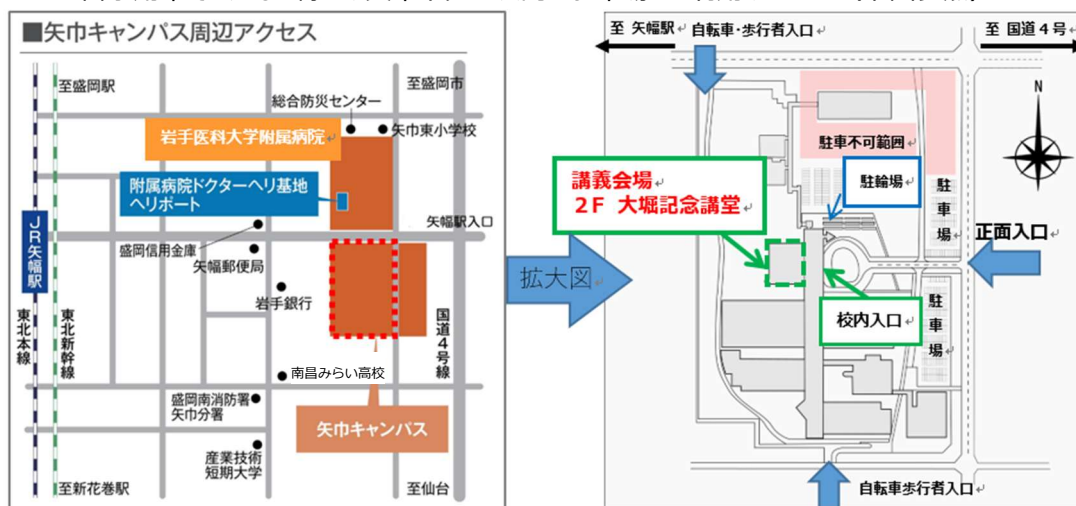 ■矢巾キャンパス周辺アクセス
至盛岡駅
至盛岡市
総合防災センター
岩手医科大学附属病院
矢巾東小学校
附属病院ドクターヘリ基地
ヘリポート
矢幅駅入口
盛岡信用金庫
矢幅郵便局
JR矢幅駅
岩手銀行
東北本線
東北新幹線
国道4号線
南昌みらい高校
盛岡南消防署
矢巾分署
矢巾キャンパス
産業技術
短期大学
至新花巻駅
至仙台
拡大図
至 矢幅駅
自転車・歩行者入口
至 国道4号
N
駐車不可範囲
講義会場
2F 大堀記念講堂
駐輪場
駐車場
正面入口
校内入口
駐車場
自転車歩行者入口